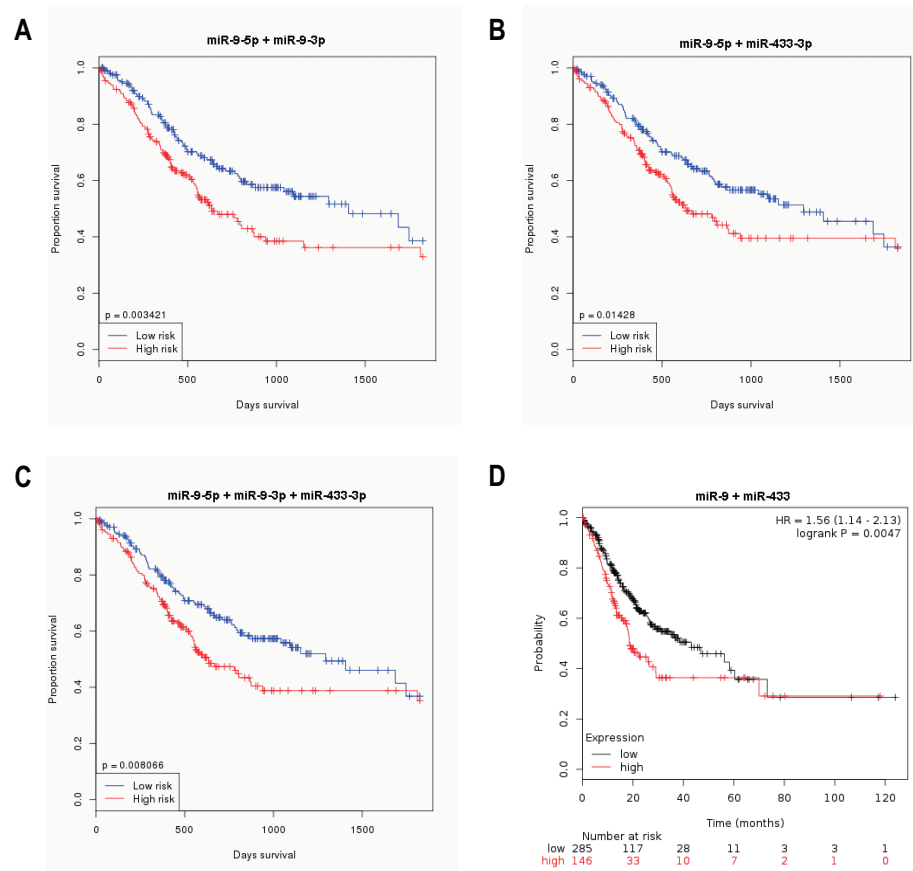 A
miR-9-5p + miR-9-3p
Proportion survival
1.0
0.8
0.6
0.4
0.2
0.0
p = 0.003421
Low risk
High risk
0 500 1000 1500
Days survival
B
miR-9-5p + miR-433-3p
Proportion survival
1.0
0.8
0.6
0.4
0.2
0.0
p = 0.01428
Low risk
High risk
0 500 1000 1500
Days survival
C
miR-9-5p + miR-9-3p + miR-433-3p
Proportion survival
1.0
0.8
0.6
0.4
0.2
0.0
p = 0.008066
Low risk
High risk
0 500 1000 1500
Days survival
D
miR-9 + miR-433
HR = 1.56 (1.14 - 2.13)
logrank P = 0.0047
Probability
1.0
0.8
0.6
0.4
0.2
0.0
Expression
low
high
0 20 40 60 80 100 120
Time (months)
Number at risk
low 285 117 28 11 3 3 1
high 146 33 10 7 2 1 0